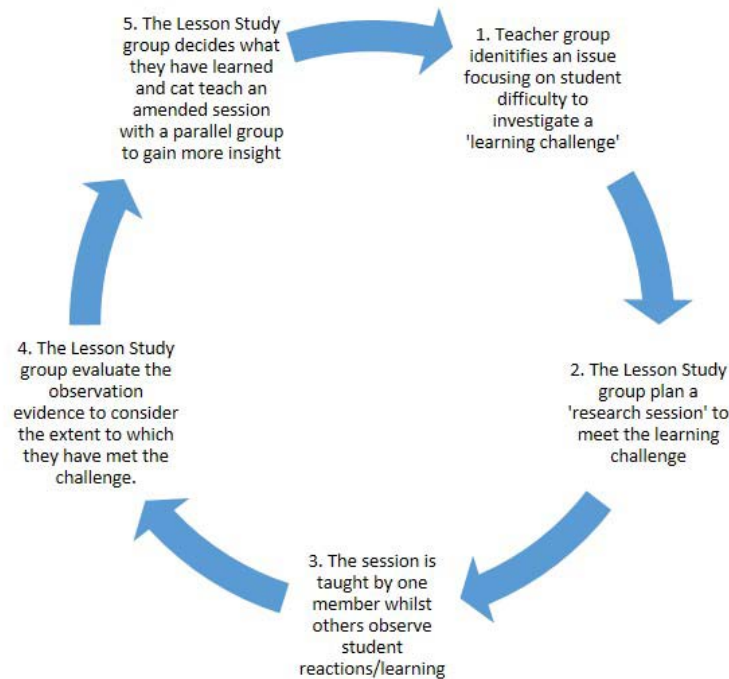 1. Teacher group
idenitifies an issue
focusing on student
difficulty to
investigate a
'learning challenge'
2. The Lesson Study
group plan a
'research session' to
meet the learning
challenge
3. The session is
taught by one
member whilst
others observe
student
reactions/learning
4. The Lesson Study
group evaluate the
observation
evidence to consider
the extent to which
they have met the
challenge.
5. The Lesson Study
group decides what
they have learned
and cat teach an
amended session
with a parallel group
to gain more insight